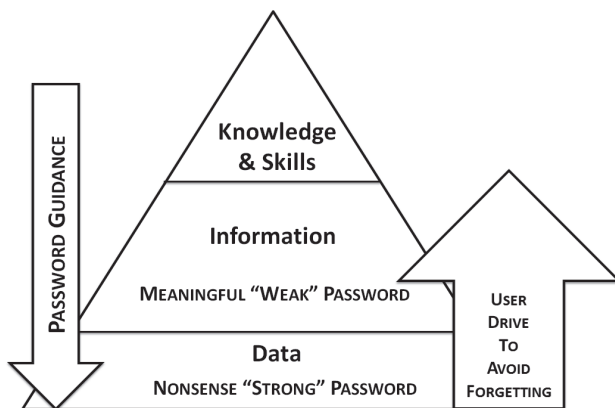 PASSWORD GUIDANCE
Knowledge
& Skills
Information
MEANINGFUL “WEAK” PASSWORD
Data
NONSENSE “STRONG” PASSWORD
USER
DRIVE
TO
AVOID
FORGETTING